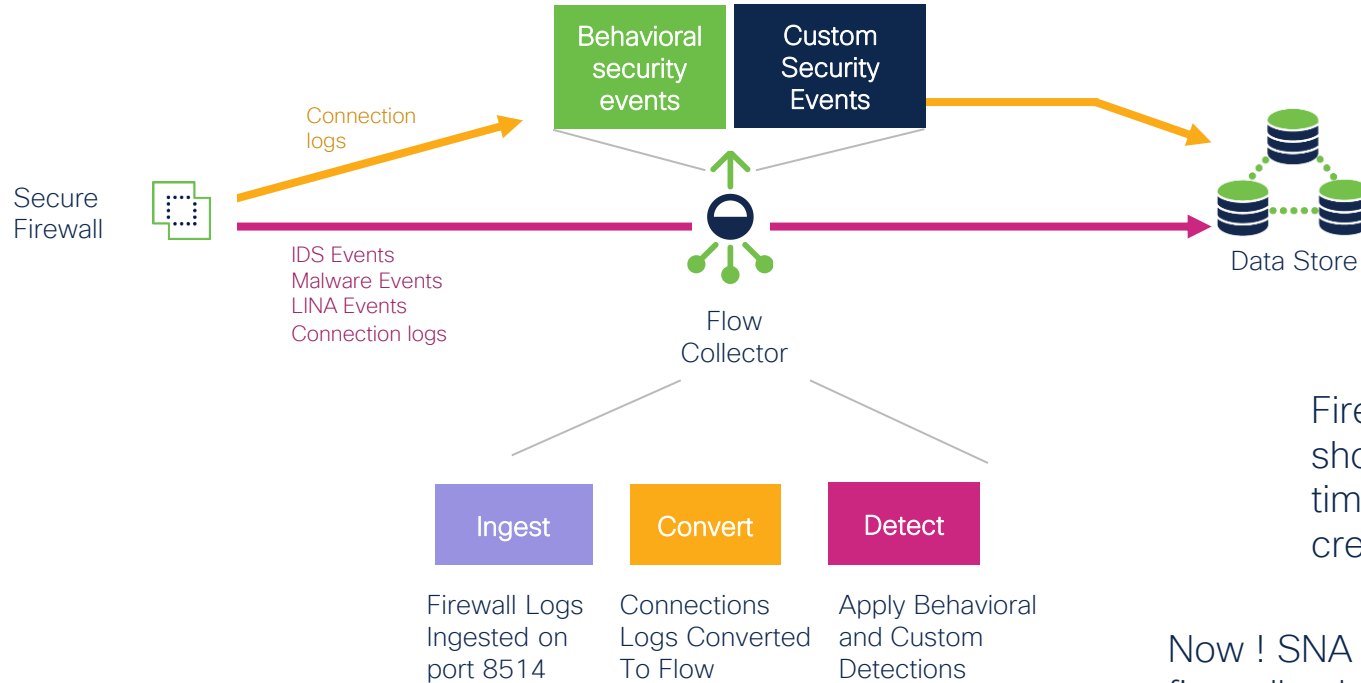 Behavioral
security
events
Custom
Security
Events
Connection
logs
Secure
Firewall
IDS Events
Malware Events
LINA Events
Connection logs
Data Store
Flow
Collector
Ingest
Convert
Detect
Firewall Logs
Ingested on
port 8514
Connections
Logs Converted
To Flow
Apply Behavioral
and Custom
Detections
Now ! SNA